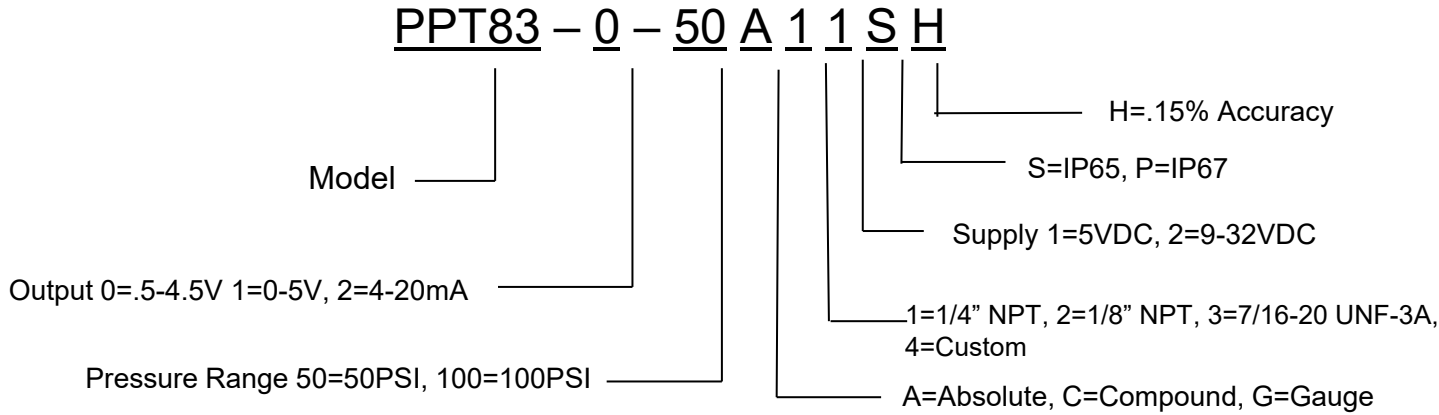 PPT83 – 0 – 50 A 1 1 S H
H=.15% Accuracy
S=IP65, P=IP67
Model
Supply 1=5VDC, 2=9-32VDC
Output 0=.5-4.5V 1=0-5V, 2=4-20mA
1=1/4” NPT, 2=1/8” NPT, 3=7/16-20 UNF-3A,
4=Custom
Pressure Range 50=50PSI, 100=100PSI
A=Absolute, C=Compound, G=Gauge